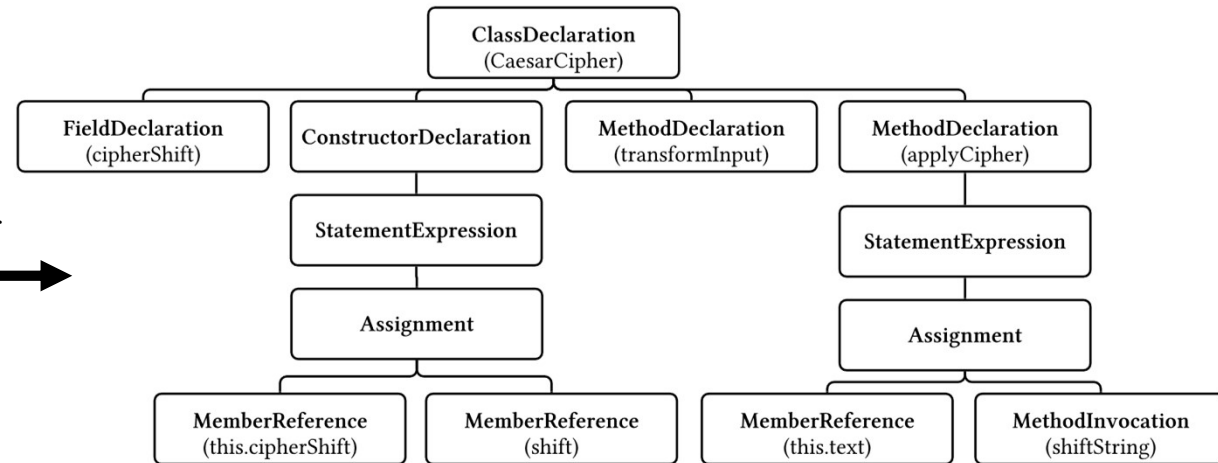 ClassDeclaration
(CaesarCipher)
FieldDeclaration
(cipherShift)
ConstructorDeclaration
MethodDeclaration
(transformInput)
MethodDeclaration
(applyCipher)
StatementExpression
StatementExpression
Assignment
Assignment
MemberReference
(this.cipherShift)
MemberReference
(shift)
MemberReference
(this.text)
MethodInvocation
(shiftString)